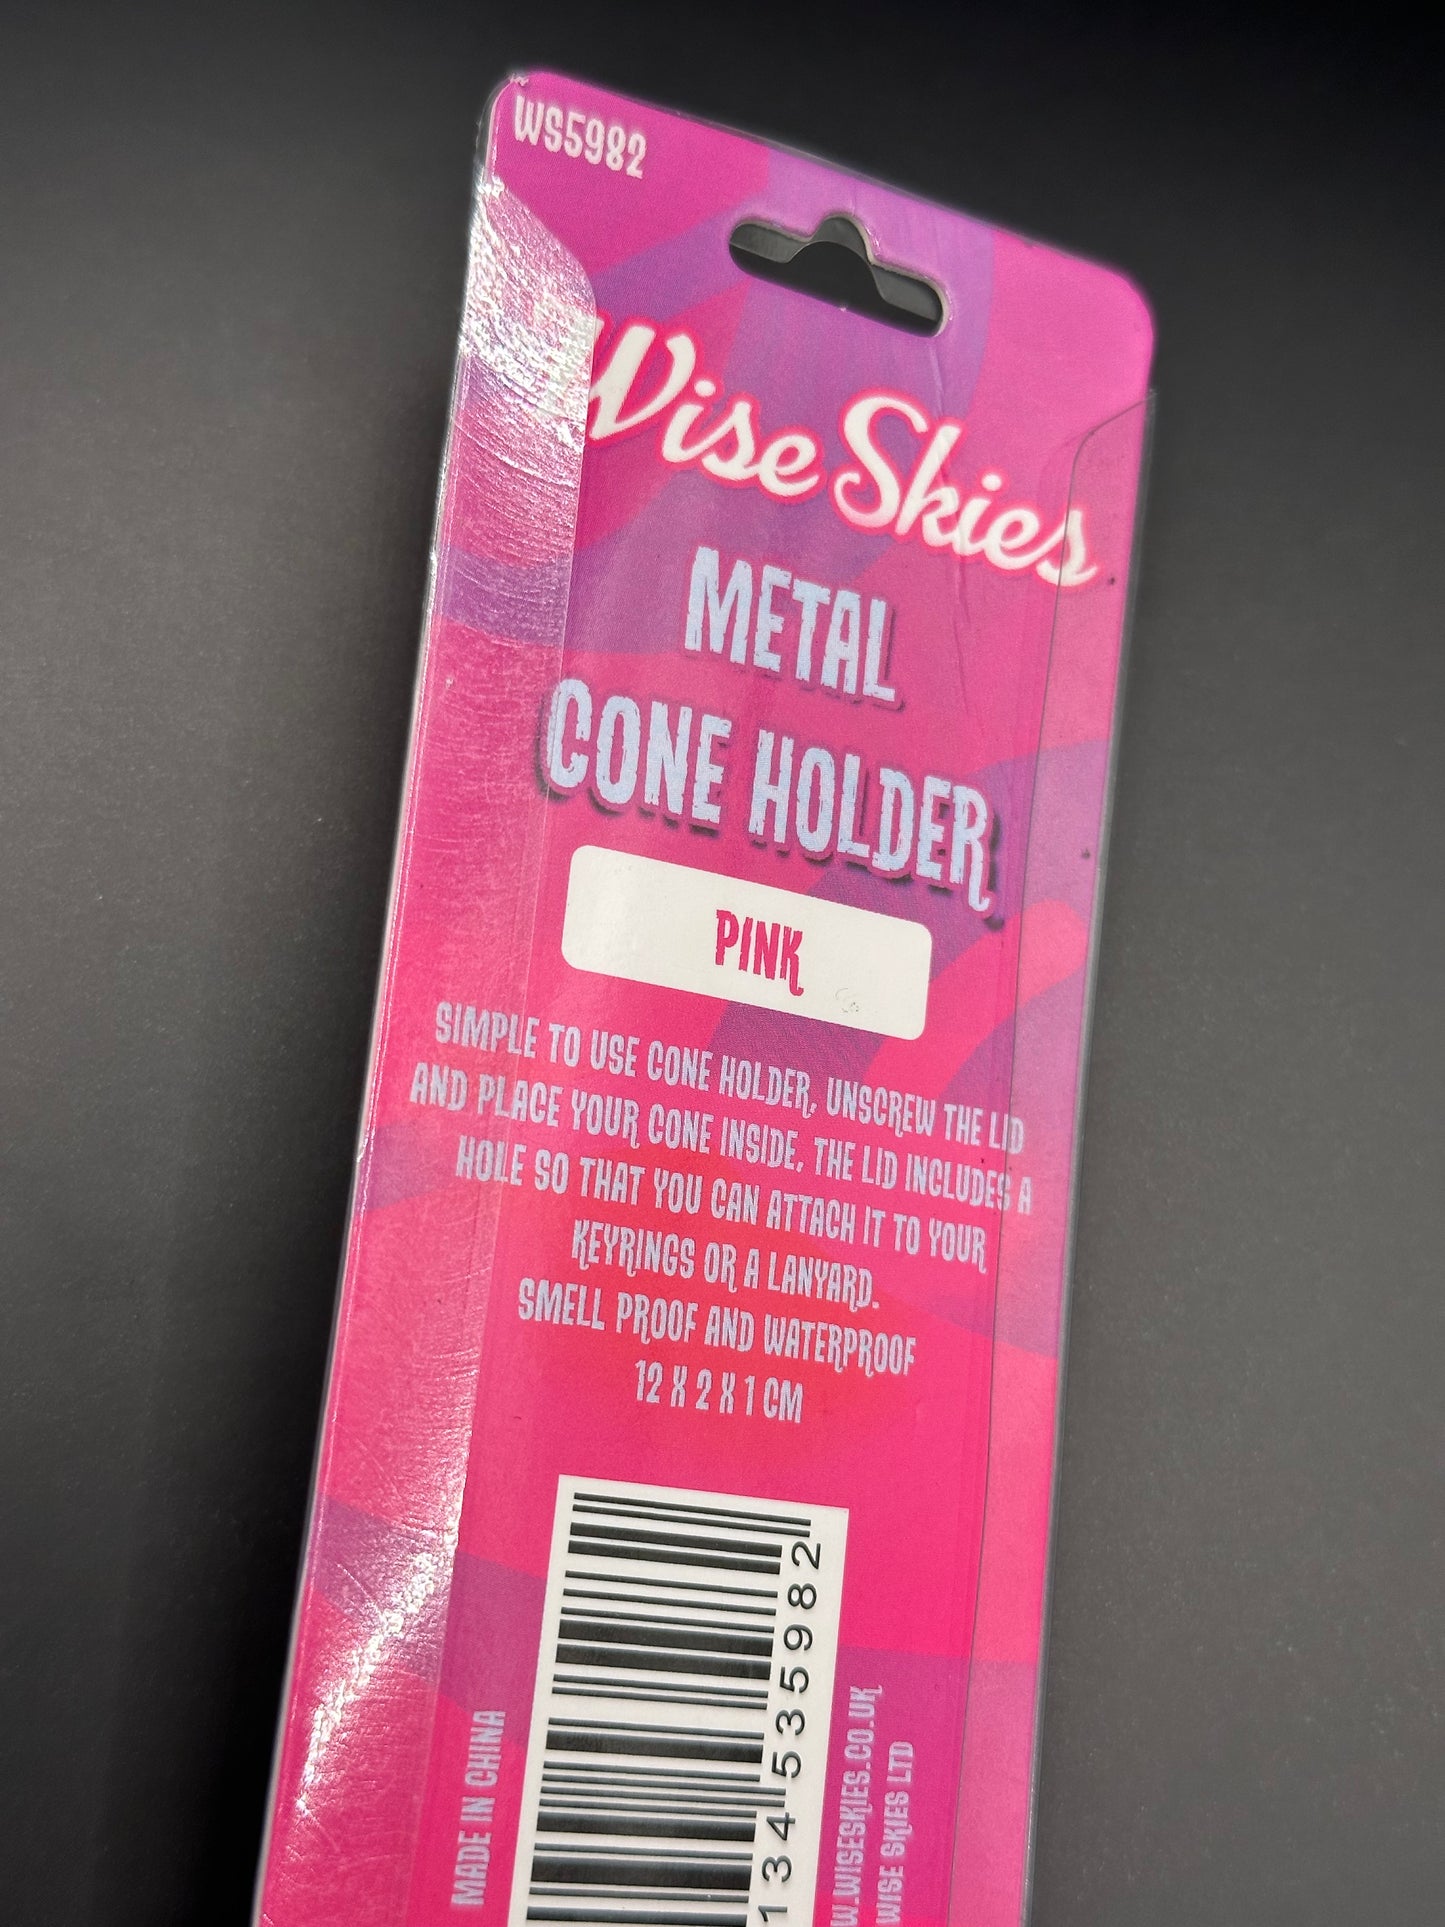 WS5982
Wise Skies
METAL
CONE HOLDER
PINK
SIMPLE TO USE CONE HOLDER, UNSCREW THE LID
AND PLACE YOUR CONE INSIDE, THE LID INCLUDES A
HOLE SO THAT YOU CAN ATTACH IT TO YOUR
KEYRINGS OR A LANYARD.
SMELL PROOF AND WATERPROOF
12 X 2 X 1 CM
MADE IN CHINA
134 535982
W.WISESKIES.CO.UK
WISE SKIES LTD